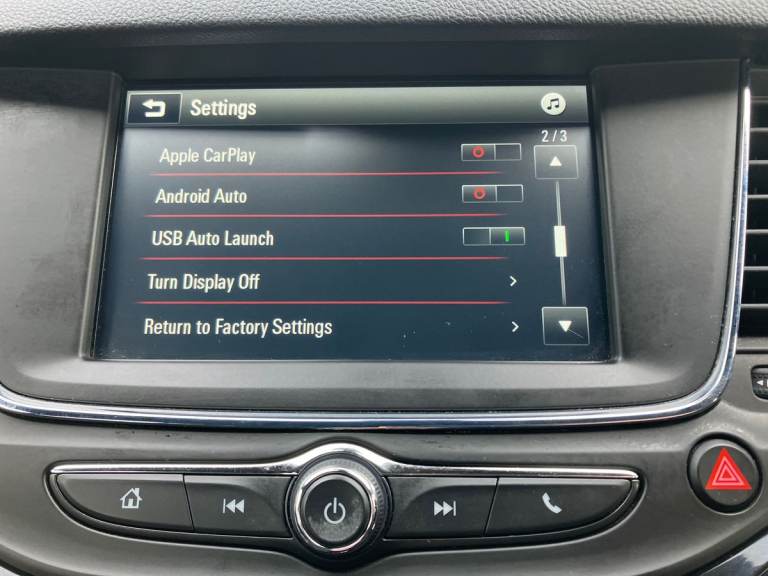 Settings
2/3
Apple CarPlay
Android Auto
USB Auto Launch
Turn Display Off
Return to Factory Settings